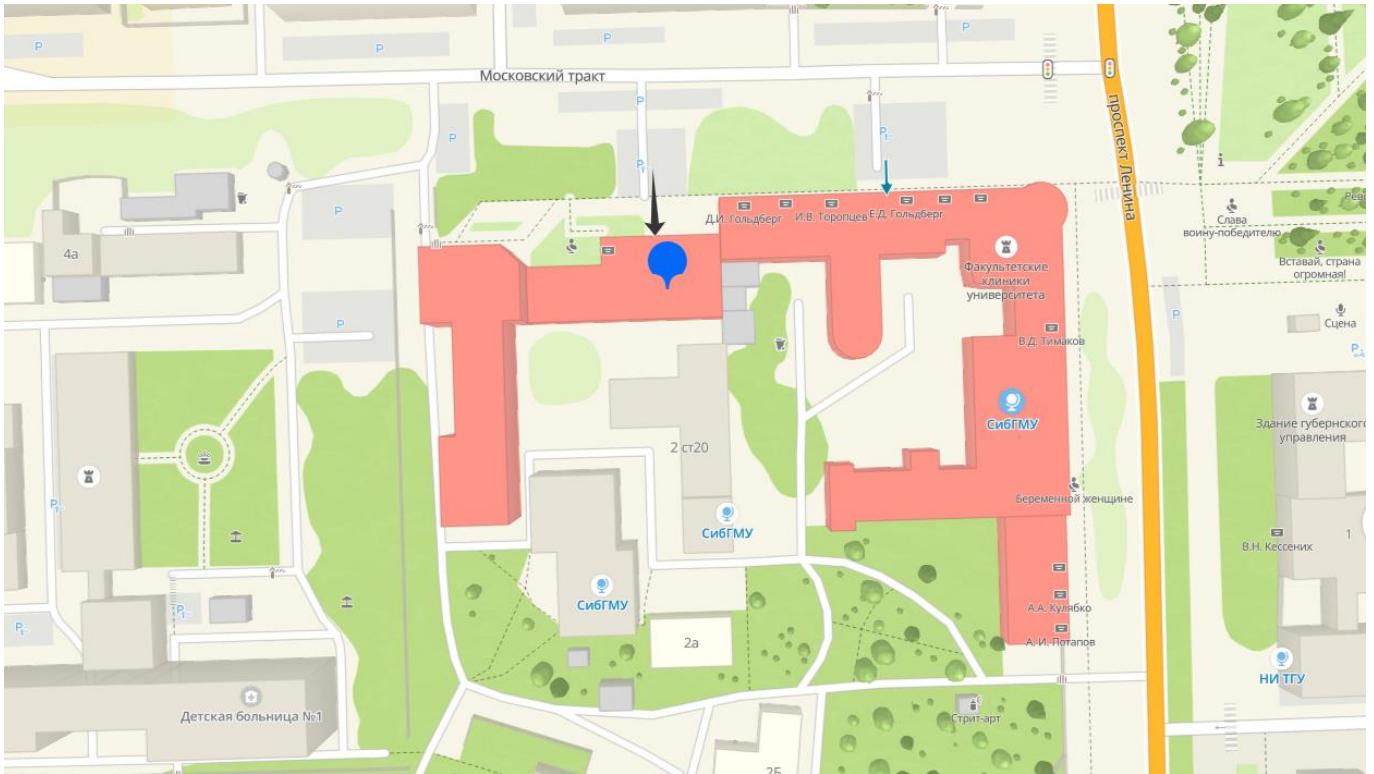 P
P
P
P
Московский тракт
P
P
проспект Ленина
P
P
P
i
P
Д.И. Гольдберг
И.В. Торопцев
Е.Д. Гольдберг
Слава
воину-победителю
4а
Факультетские
клиники
университета
Вставай, страна
огромная!
P
P
Сцена
В.Д. Тимаков
P
СибГМУ
Здание губернского
управления
2 ст20
Беременной женщине
P
СибГМУ
В.Н. Кессених
1
СибГМУ
А.А. Кулябко
P
P
2а
А. И. Потапов
НИ ТГУ
Детская больница №1
Стрит-арт
2Б